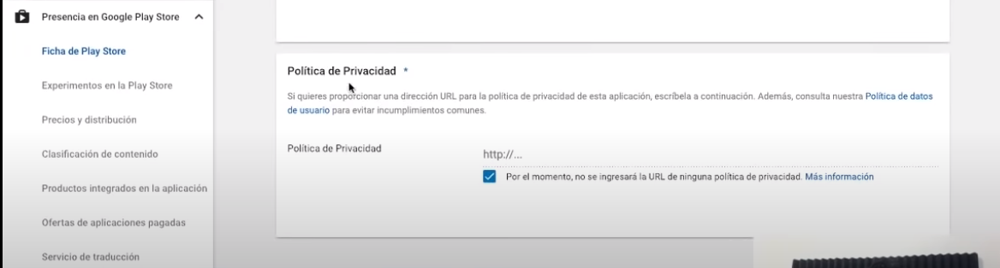 Presencia en Google Play Store
Ficha de Play Store
Experimentos en la Play Store
Precios y distribución
Clasificación de contenido
Productos integrados en la aplicación
Ofertas de aplicaciones pagadas
Servicio de traducción
Política de Privacidad *
Si quieres proporcionar una dirección URL para la política de privacidad de esta aplicación, escríbela a continuación. Además, consulta nuestra Política de datos
de usuario para evitar incumplimientos comunes.
Política de Privacidad
http://...
Por el momento, no se ingresará la URL de ninguna política de privacidad. Más información